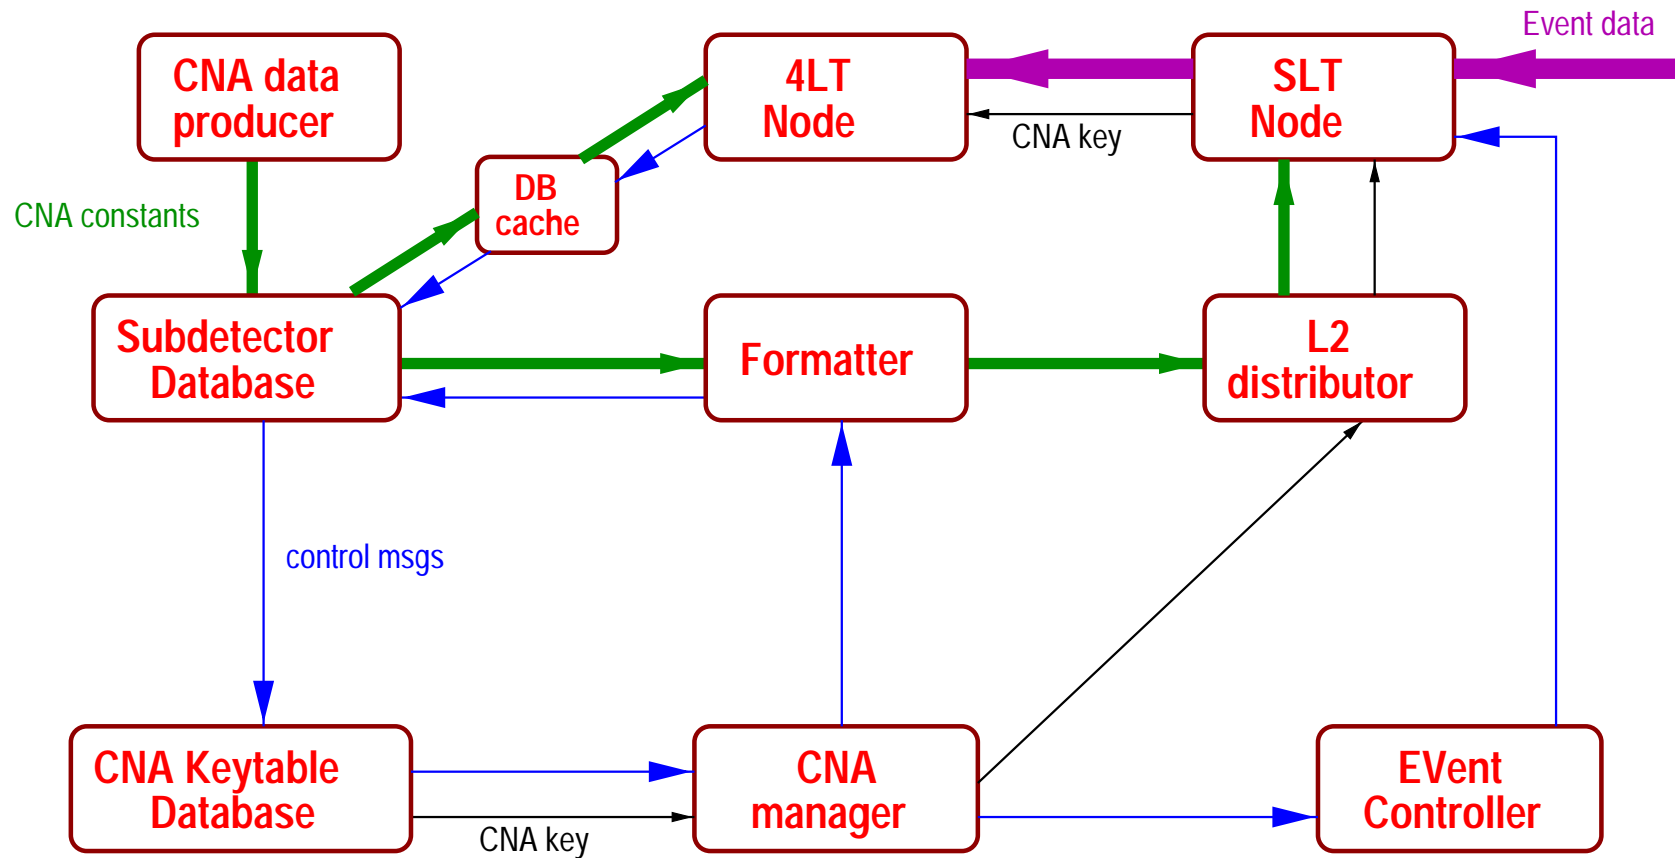 Event data
CNA data
producer
4LT
Node
SLT
Node
CNA key
DB
cache
CNA constants
Subdetector
Database
Formatter
L2
distributor
control msgs
CNA Keytable
Database
CNA
manager
EVent
Controller
CNA key